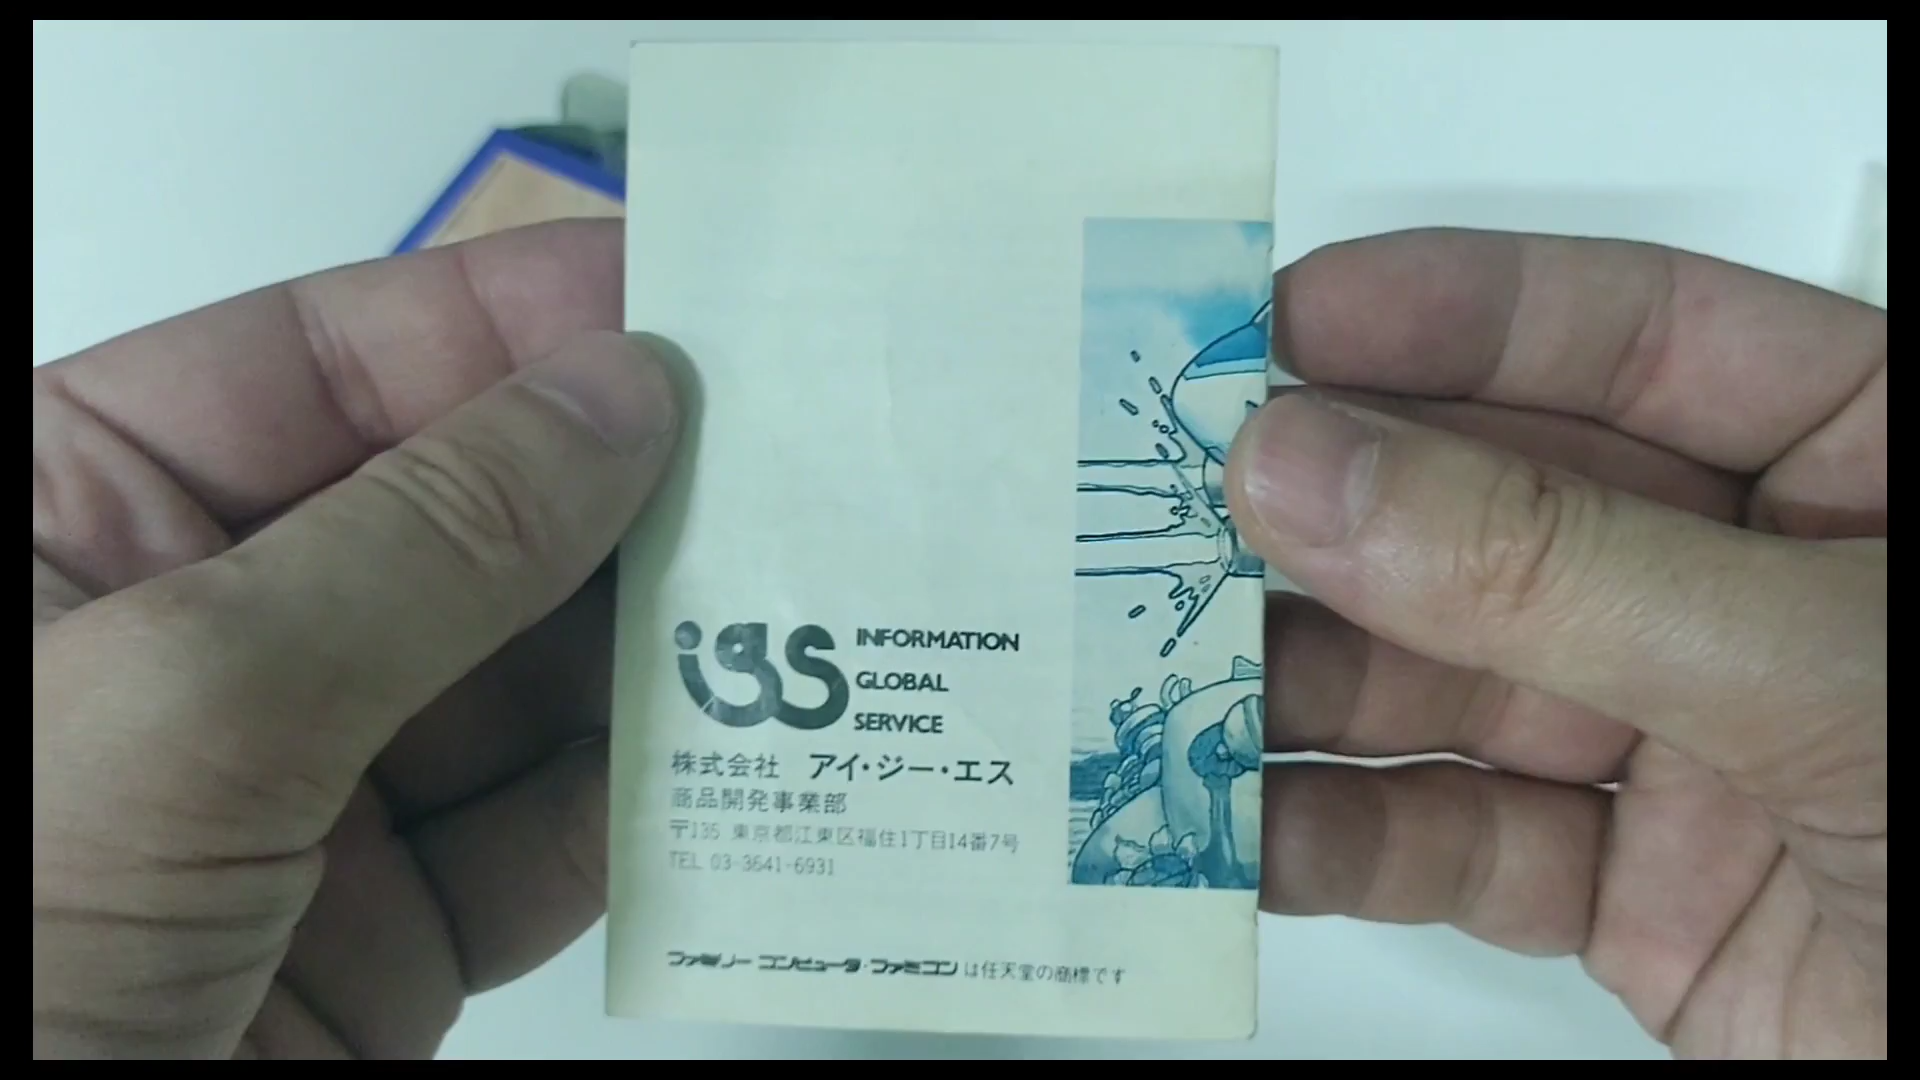 igs
INFORMATION
GLOBAL
SERVICE
株式会社 アイ・ジー・エス
商品開発事業部
〒135 東京都江東区福住1丁目14番7号
TEL 03-3641-6931
ファミリー コンピュータ・ファミコン は任天堂の商標です